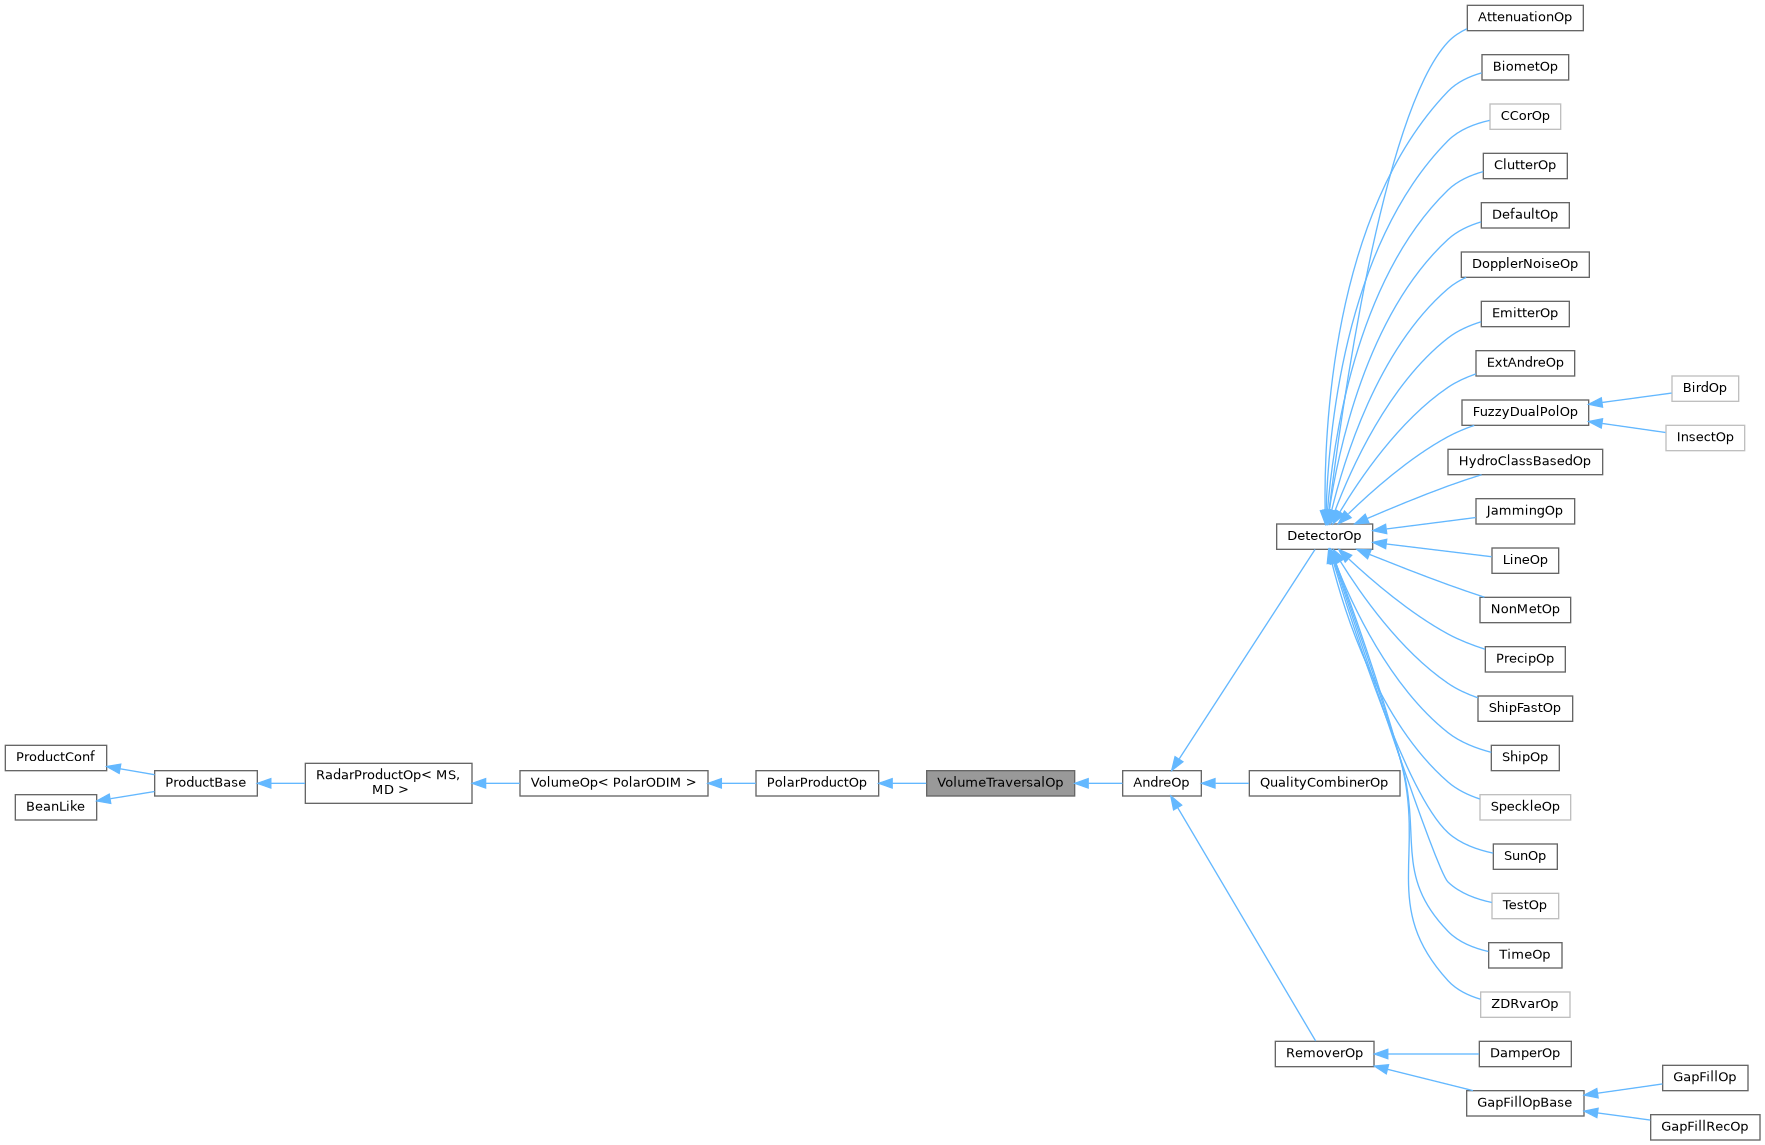 AttenuationOp
BiometOp
CCorOp
ClutterOp
DefaultOp
DopplerNoiseOp
EmitterOp
ExtAndreOp
BirdOp
FuzzyDualPolOp
InsectOp
HydroClassBasedOp
JammingOp
DetectorOp
LineOp
NonMetOp
PrecipOp
ShipFastOp
ProductConf
ShipOp
ProductBase
RadarProductOp< MS,
MD >
VolumeOp< PolarODIM >
PolarProductOp
VolumeTraversalOp
AndreOp
QualityCombinerOp
BeanLike
SpeckleOp
SunOp
TestOp
TimeOp
ZDRvarOp
RemoverOp
DamperOp
GapFillOp
GapFillOpBase
GapFillRecOp